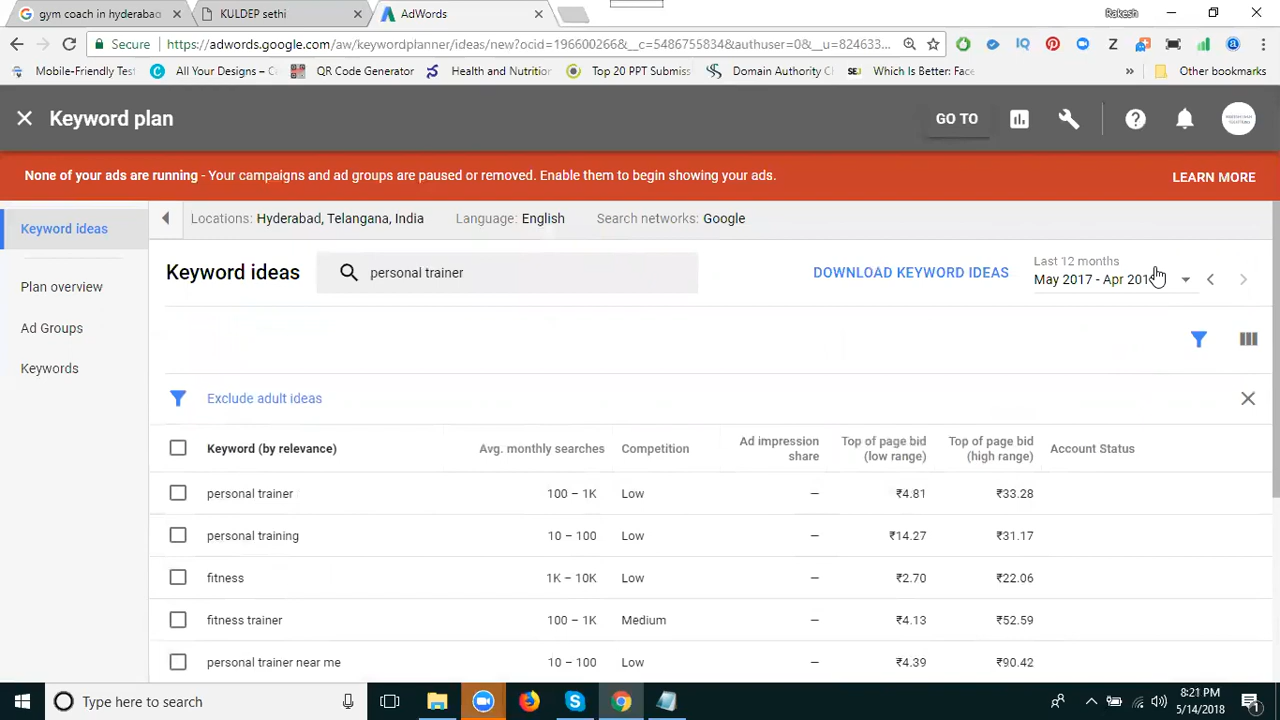 gym coach in hyderabad
KULDEP sethi
AdWords
Rakesh
Secure
https://adwords.google.com/aw/keywordplanner/ideas/new?ocid=196600266&__c=5486755834&authuser=0&__u=824633...
Mobile-Friendly Test
All Your Designs – C
QR Code Generator
Health and Nutrition
Top 20 PPT Submiss
Domain Authority C
SEJ
Which Is Better: Face
»
Other bookmarks
Keyword plan
GO TO
None of your ads are running - Your campaigns and ad groups are paused or removed. Enable them to begin showing your ads.
LEARN MORE
Keyword ideas
Plan overview
Ad Groups
Keywords
Locations: Hyderabad, Telangana, India Language: English Search networks: Google
Keyword ideas
personal trainer
DOWNLOAD KEYWORD IDEAS
Last 12 months
May 2017 - Apr 201
Exclude adult ideas
Keyword (by relevance) Avg. monthly searches Competition Ad impression share Top of page bid (low range) Top of page bid (high range) Account Status
personal trainer 100 – 1K Low – ₹4.81 ₹33.28
personal training 10 – 100 Low – ₹14.27 ₹31.17
fitness 1K – 10K Low – ₹2.70 ₹22.06
fitness trainer 100 – 1K Medium – ₹4.13 ₹52.59
personal trainer near me 10 – 100 Low – ₹4.39 ₹90.42
Type here to search
8:21 PM
5/14/2018